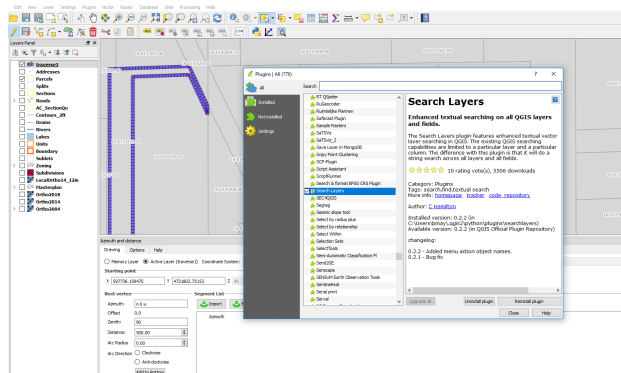 Edit View Layer Settings Plugins Vector Raster Database Web Processing Help
Layers Panel
traverse1
Addresses
Parcels
Splits
Sections
Roads
AC_SectionQu
Contours_2ft
Drains
Rivers
Lakes
Units
Boundary
Sublots
Zoning
Subdivisions
LocalOrtho14_12in
Masterplan
Ortho2018
Ortho2014
Ortho2004
Plugins | All (776)
All
Installed
Not installed
Settings
Search
RT QSpider
RuGeocoder
Ruimtelijke Plannen
Safecast Plugin
Sample Rasters
SaTSViz
SaTSViz_2
Save Layer in MongoDB
Scipy Point Clustering
SCP-Plugin
Script Assistant
ScriptRunner
Search & format EPSG CRS Plugin
Search Layers
SEC4QGIS
Segreg
Seismic slope tool
Select by radius plus
Select by relationship
Select Within
Selection Sets
SelectTools
Semi-Automatic Classification Pl
Send2GE
Senscape
SENSUM Earth Observation Tools
SentinelHub
Serial print
Serval
Search Layers
Enhanced textual searching on all QGIS layers
and fields.
The Search Layers plugin features enhanced textual vector
layer searching in QGIS. The existing QGIS searching
capabilities are limited to a particular layer and a particular
column. The difference with this plugin is that it will do a
string search across all layers and all fields.
10 rating vote(s), 5506 downloads
Category: Plugins
Tags: search,find,textual search
More info: homepage tracker code_repository
Author: C Hamilton
Installed version: 0.2.2 (in
Available version: 0.2.2 (in QGIS Official Plugin Repository)
changelog:
0.2.2 - Added menu action object names.
0.2.1 - Bug fix
Upgrade all
Uninstall plugin
Reinstall plugin
Close
Help
Azimuth and distance
Drawing Options Help
Memory Layer Active Layer (traverse1) Coordinate System:
Starting point
X 597736.159475 Y 4721802.75153 Z 90
Next vertex
Segment List
Azimuth: n 0 w
Import
Offset 0.0
Azimuth
Zenith: 90
Distance: 500.00
Arc Radius 0.00
Arc Direction Clockwise
Anti-clockwise